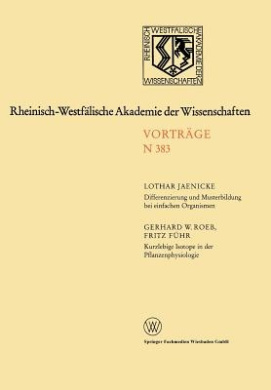 RHEINISCH-
WESTFÄLISCHE
AKADEMIE DER
WISSENSCHAFTEN
Rheinisch-Westfälische Akademie der Wissenschaften
VORTRÄGE
N 383
LOTHAR JAENICKE
Differenzierung und Musterbildung
bei einfachen Organismen
GERHARD W. ROEB,
FRITZ FÜHR
Kurzlebige Isotope in der
Pflanzenphysiologie
Springer Fachmedien Wiesbaden GmbH